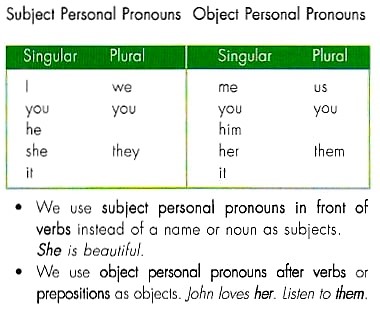 Subject Personal Pronouns Object Personal Pronouns
Singular Plural Singular Plural
I we me us
you you you you
he him
she they her them
it it
• We use subject personal pronouns in front of
verbs instead of a name or noun as subjects.
She is beautiful.
• We use object personal pronouns after verbs or
prepositions as objects. John loves her. Listen to them.